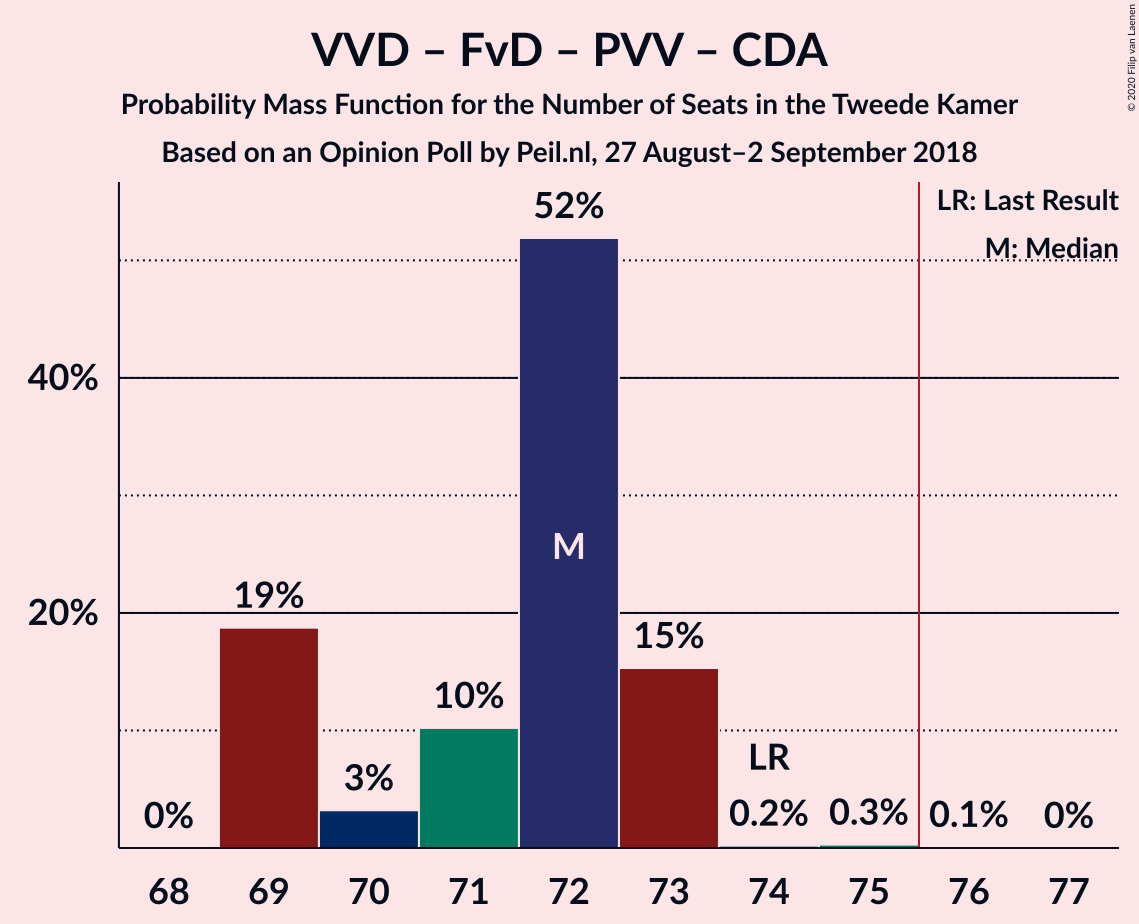 VVD – FvD – PVV – CDA
Probability Mass Function for the Number of Seats in the Tweede Kamer
Based on an Opinion Poll by Peil.nl, 27 August–2 September 2018
© 2020 Filip van Laenen
LR: Last Result
M: Median
52%
40%
M
20%
19%
15%
10%
3%
LR
0%
0.2%
0.3%
0.1%
0%
68 69 70 71 72 73 74 75 76 77